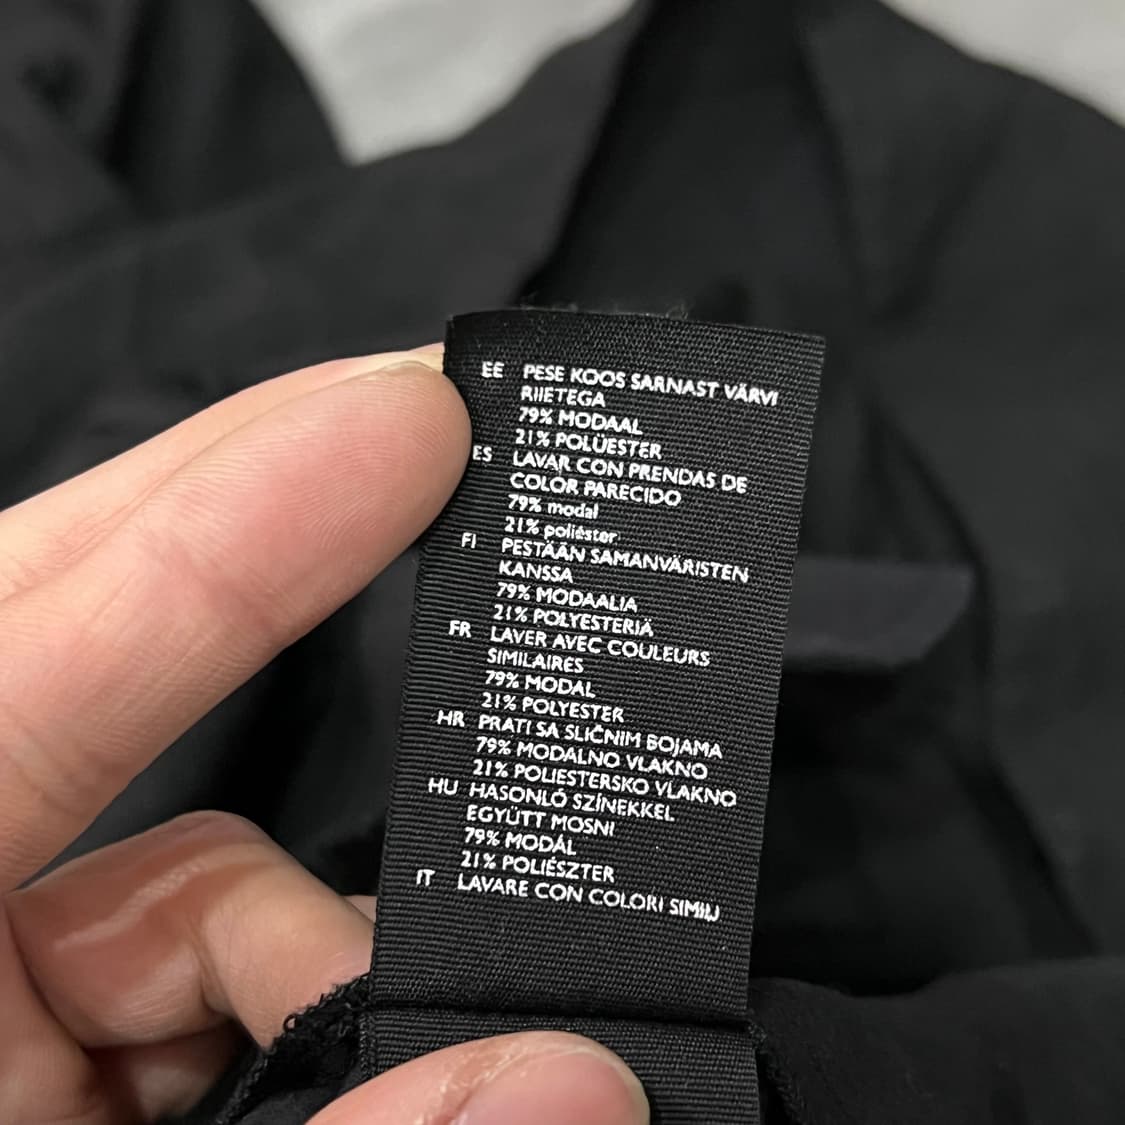 EE PESE KOOS SARNAST VÄRVI
RIIETEGA
79% MODAAL
21% POLÜESTER
ES LAVAR CON PRENDAS DE
COLOR PARECIDO
79% modal
21% poliéster.
FI PESTÄÄN SAMANVÄRISTEN
KANSSA
79% MODAALIA
21% POLYESTERIÄ
FR LAVER AVEC COULEURS
SIMILAIRES
79% MODAL
21% POLYESTER
HR PRATI SA SLIČNIM BOJAMA
79% MODALNO VLAKNO
21% POLIESTERSKO VLAKNO
HU HASONLÓ SZÍNEKKEL
EGYÜTT MOSNI
79% MODÁL
21% POLIÉSZTER
IT LAVARE CON COLORI SIMILI